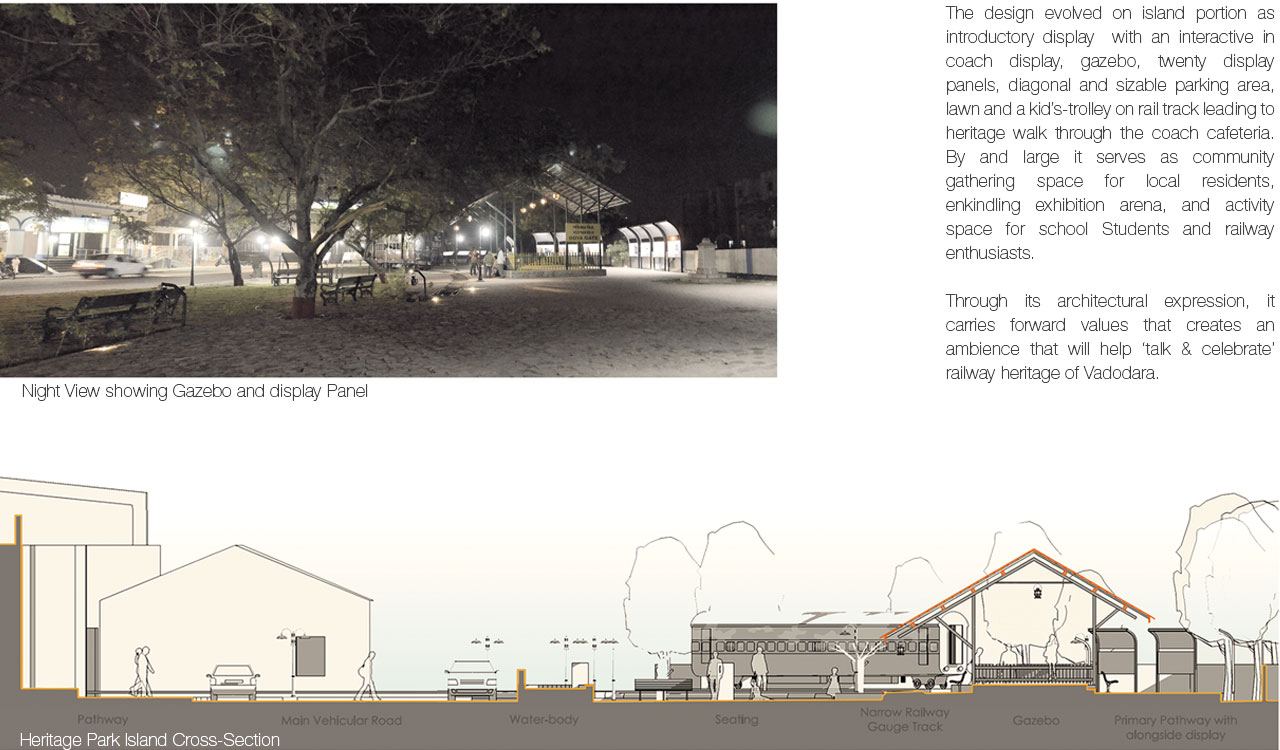 The design evolved on island portion as
introductory display with an interactive in
coach display, gazebo, twenty display
panels, diagonal and sizable parking area,
lawn and a kid's-trolley on rail track leading to
heritage walk through the coach cafeteria.
By and large it serves as community
gathering space for local residents,
enkindling exhibition arena, and activity
space for school Students and railway
enthusiasts.
Through its architectural expression, it
carries forward values that creates an
ambience that will help ‘talk & celebrate’
railway heritage of Vadodara.
Night View showing Gazebo and display Panel
Pathway
Main Vehicular Road
Water-body
Seating
Narrow Railway
Gauge Track
Gazebo
Primary Pathway with
alongside display
Heritage Park Island Cross-Section